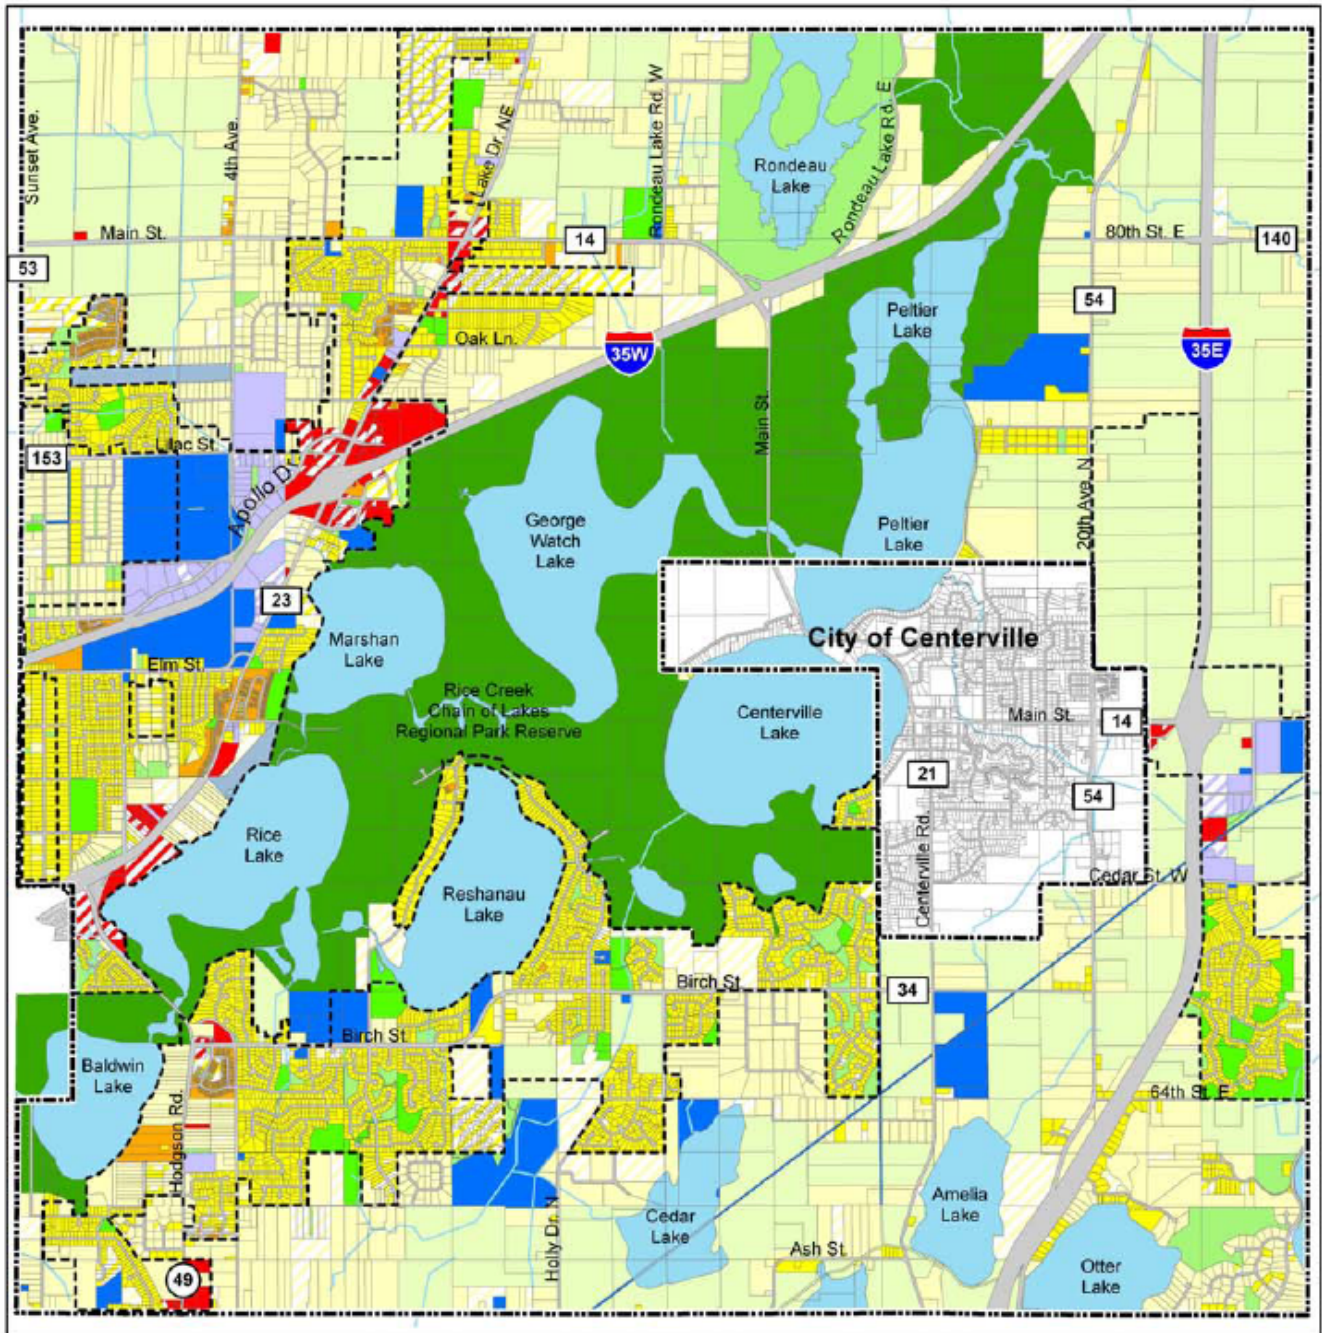 Sunset Ave.
4th Ave.
Lake Dr. NE
Rondeau Lake Rd. W
Rondeau Lake Rd. E
Rondeau
Lake
Main St.
14
80th St. E
140
53
54
Peltier
Lake
Oak Ln.
35W
35E
Main St.
Lilac St
153
Apollo Dr.
20th Ave. N
George
Watch
Lake
Peltier
Lake
23
Marshan
Lake
City of Centerville
Elm St
Rice Creek
Chain of Lakes
Regional Park Reserve
Centerville
Lake
Main St.
14
21
54
Rice
Lake
Centerville Rd.
Cedar St. W
Reshanau
Lake
Birch St
34
Birch St
Baldwin
Lake
64th St. E
Hodgson Rd.
Holly Dr. N
Cedar
Lake
Amelia
Lake
Ash St.
49
Otter
Lake